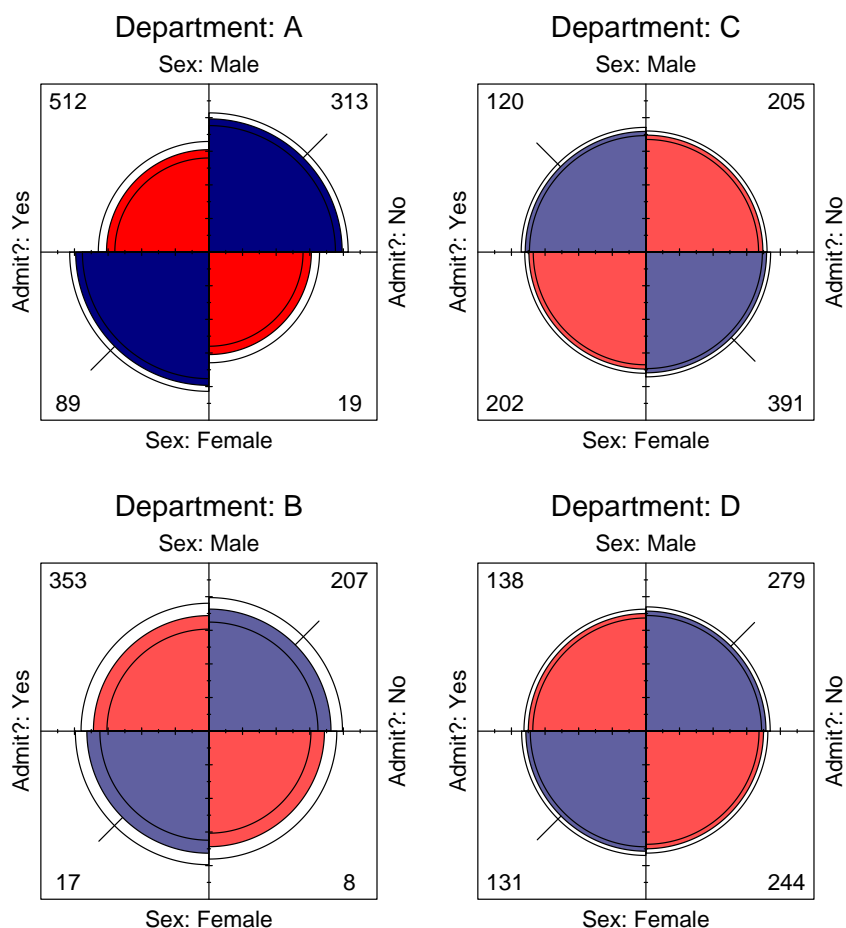 Department: A
Sex: Male
512
313
Admit?: Yes
Admit?: No
89
19
Sex: Female
Department: C
Sex: Male
120
205
Admit?: Yes
Admit?: No
202
391
Sex: Female
Department: B
Sex: Male
353
207
Admit?: Yes
Admit?: No
17
8
Sex: Female
Department: D
Sex: Male
138
279
Admit?: Yes
Admit?: No
131
244
Sex: Female